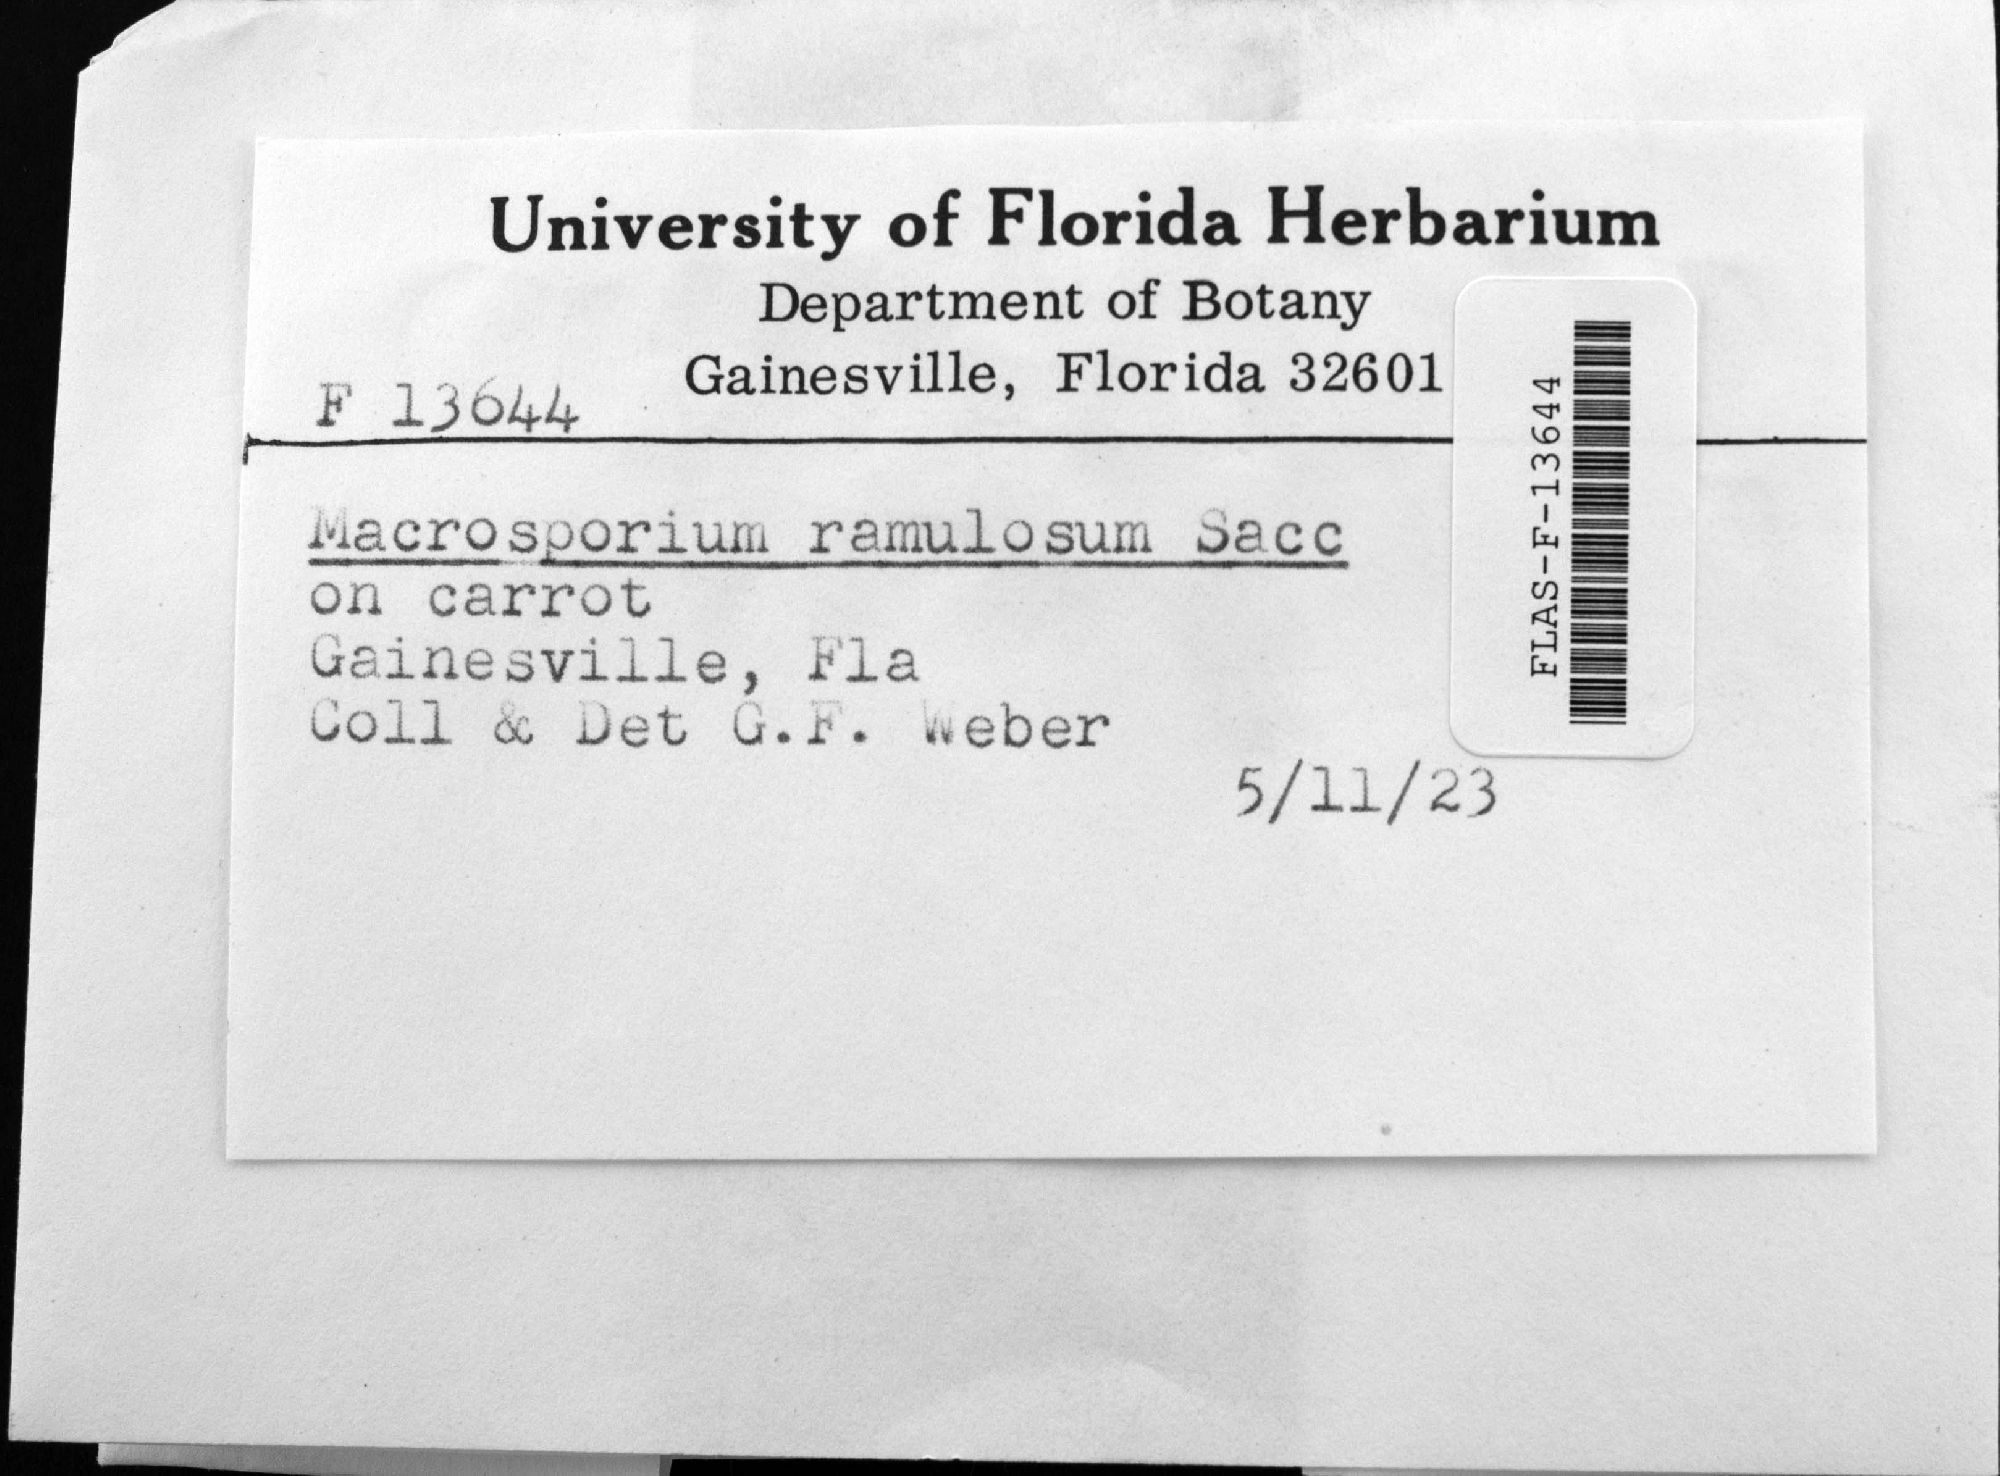 University of Florida Herbarium
Department of Botany
Gainesville, Florida 32601
F 13644
FLAS-F-13644
Macrosporium ramulosum Sacc
on carrot
Gainesville, Fla
Coll & Det G.F. Weber
5/11/23